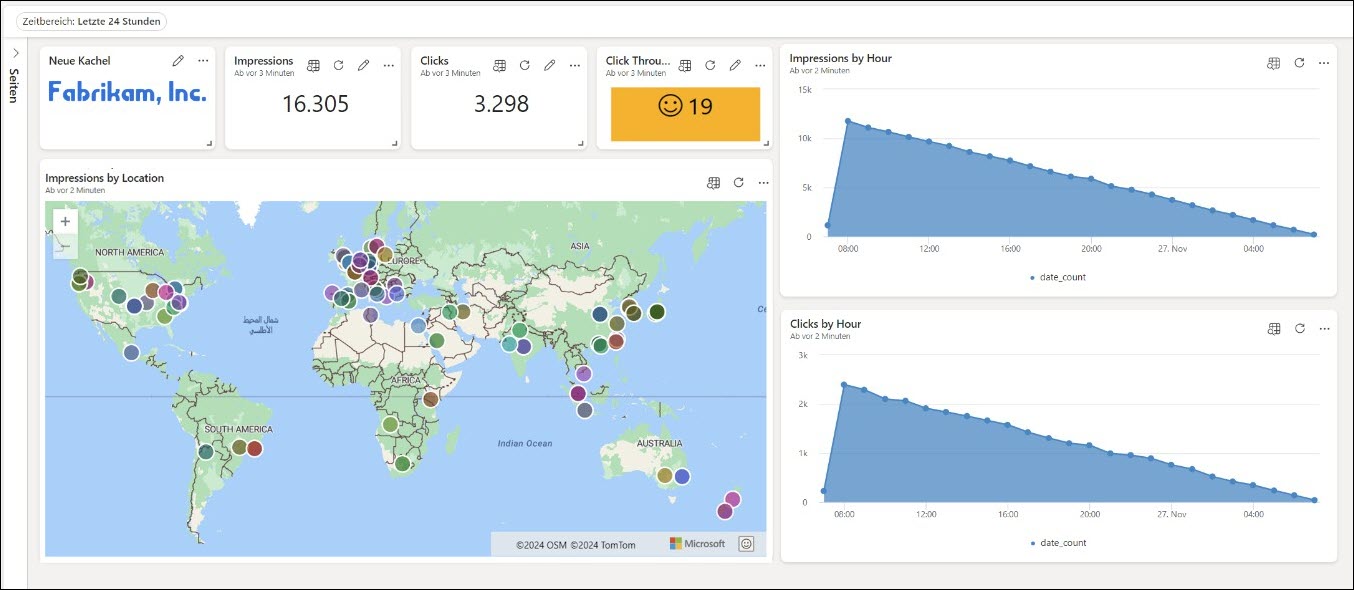 Zeitbereich: Letzte 24 Stunden
Seiten
Neue Kachel
Fabrikam, Inc.
Impressions
Ab vor 3 Minuten
16.305
Clicks
Ab vor 3 Minuten
3.298
Click Throu...
Ab vor 3 Minuten
19
Impressions by Location
Ab vor 2 Minuten
+
−
NORTH AMERICA
EUROPE
ASIA
شمال المحيط
الأطلسي
AFRICA
SOUTH AMERICA
Indian Ocean
AUSTRALIA
©2024 OSM ©2024 TomTom
Microsoft
Impressions by Hour
Ab vor 2 Minuten
15k
10k
5k
0
08:00 12:00 16:00 20:00 27. Nov 04:00
date_count
Clicks by Hour
Ab vor 2 Minuten
3k
2k
1k
0
08:00 12:00 16:00 20:00 27. Nov 04:00
date_count